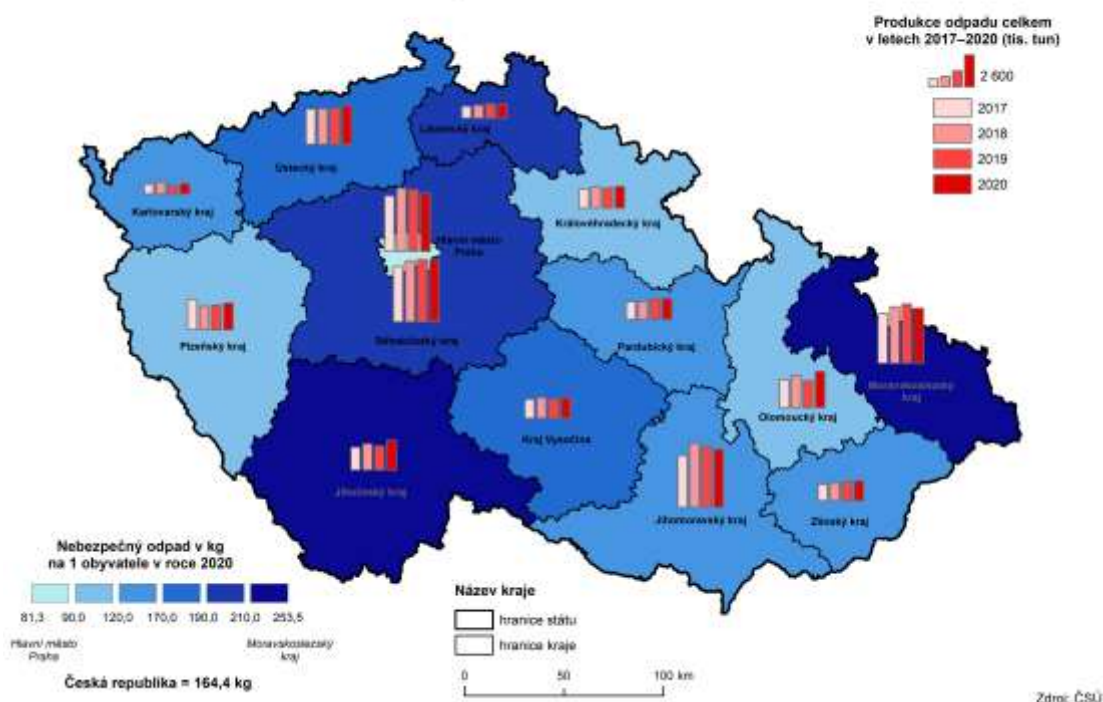 Produkce odpadu celkem
v letech 2017–2020 (tis. tun)
2 600
2017
2018
2019
2020
Liberecký kraj
Ústecký kraj
Karlovarský kraj
Královéhradecký kraj
Hlavní město
Praha
Plzeňský kraj
Středočeský kraj
Pardubický kraj
Moravskoslezský
kraj
Olomoucký kraj
Kraj Vysočina
Jihočeský kraj
Jihomoravský kraj
Zlínský kraj
Nebezpečný odpad v kg
na 1 obyvatele v roce 2020
81,3 90,0 120,0 170,0 190,0 210,0 253,5
Hlavní město
Praha
Moravskoslezský
kraj
Česká republika = 164,4 kg
Název kraje
hranice státu
hranice kraje
0 50 100 km
Zdroj: ČSÚ